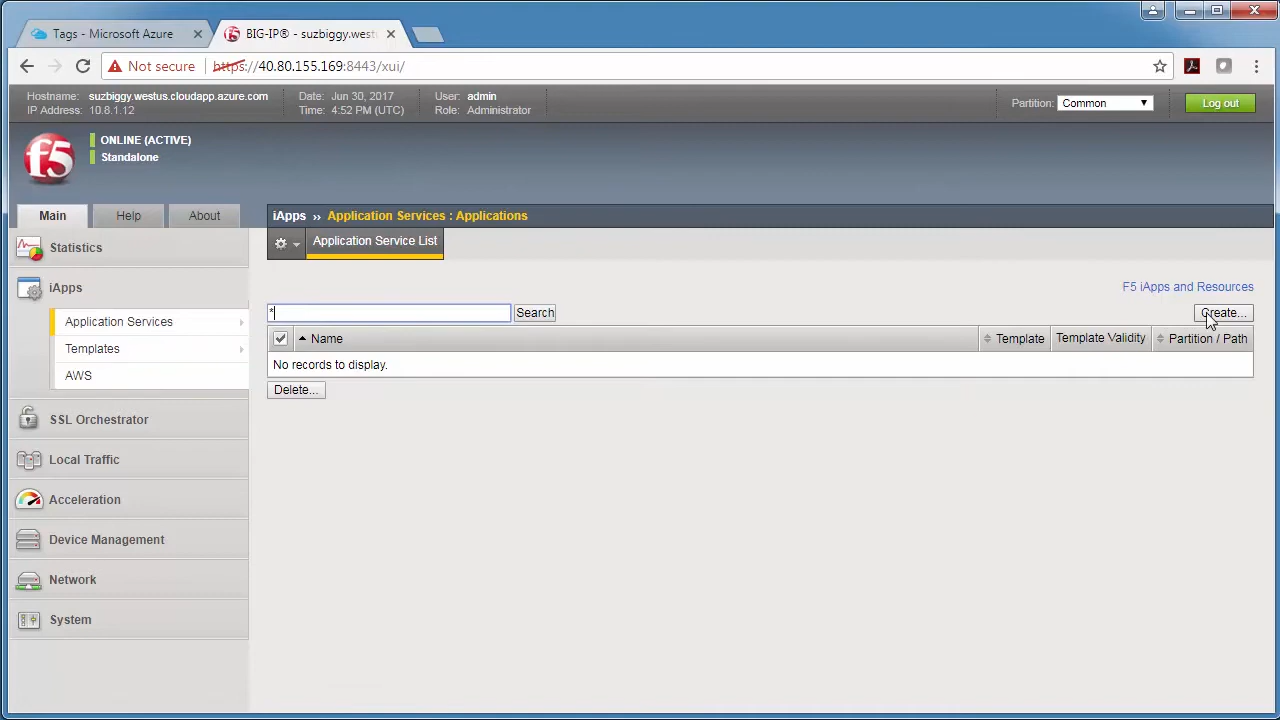 Tags - Microsoft Azure
BIG-IP® - suzbiggy.westu
Not secure
https://40.80.155.169:8443/xui/
Hostname: suzbiggy.westus.cloudapp.azure.com
IP Address: 10.8.1.12
Date: Jun 30, 2017
Time: 4:52 PM (UTC)
User: admin
Role: Administrator
Partition: Common
Log out
f5
ONLINE (ACTIVE)
Standalone
Main
Help
About
iApps ›› Application Services : Applications
Statistics
Application Service List
iApps
F5 iApps and Resources
Application Services
*
Search
Create...
Templates
Name
Template
Template Validity
Partition / Path
AWS
No records to display.
Delete...
SSL Orchestrator
Local Traffic
Acceleration
Device Management
Network
System